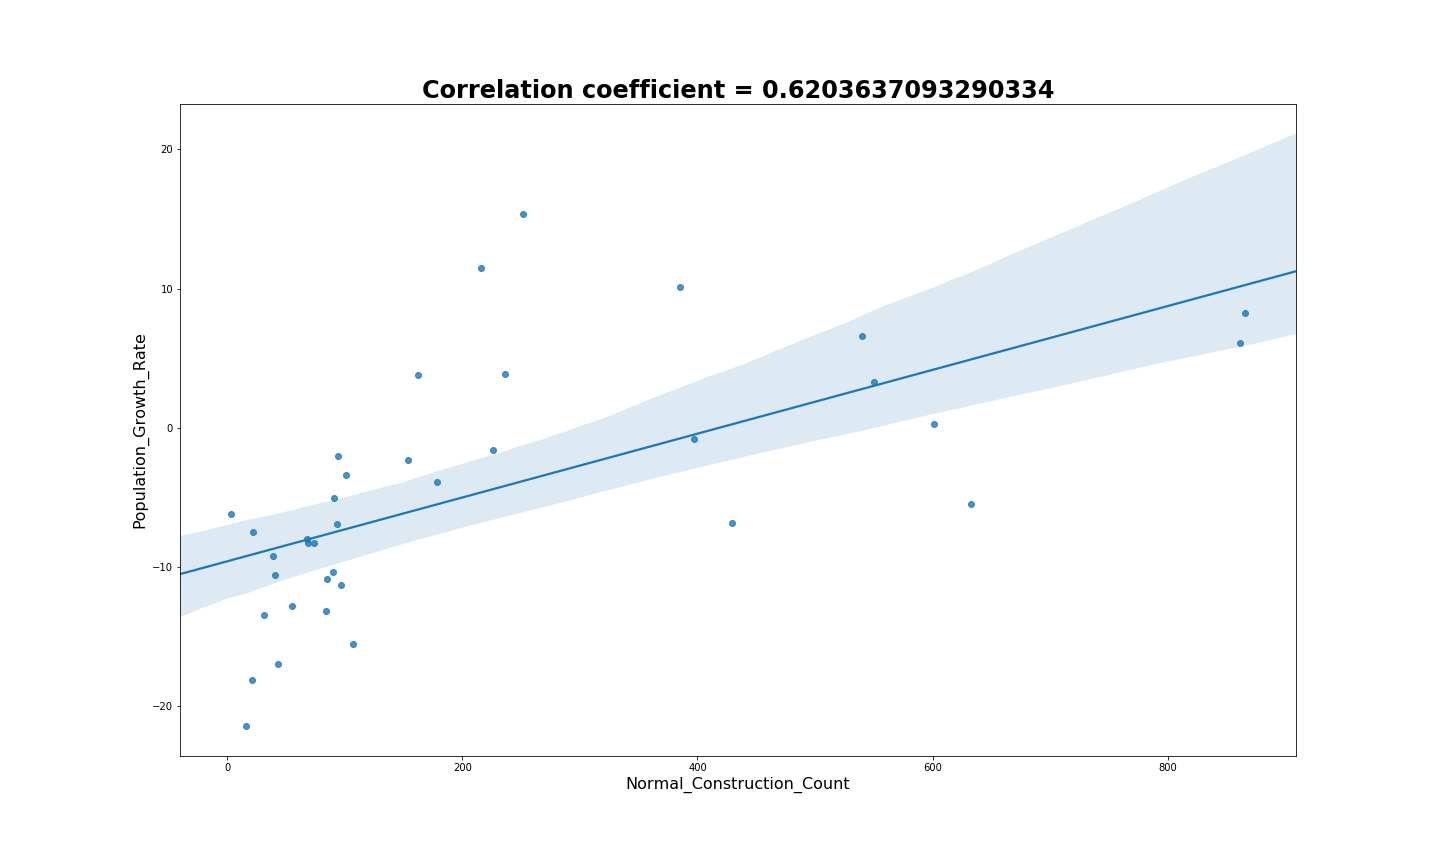 Correlation coefficient = 0.6203637093290334
20
10
0
−10
−20
Population_Growth_Rate
0 200 400 600 800
Normal_Construction_Count